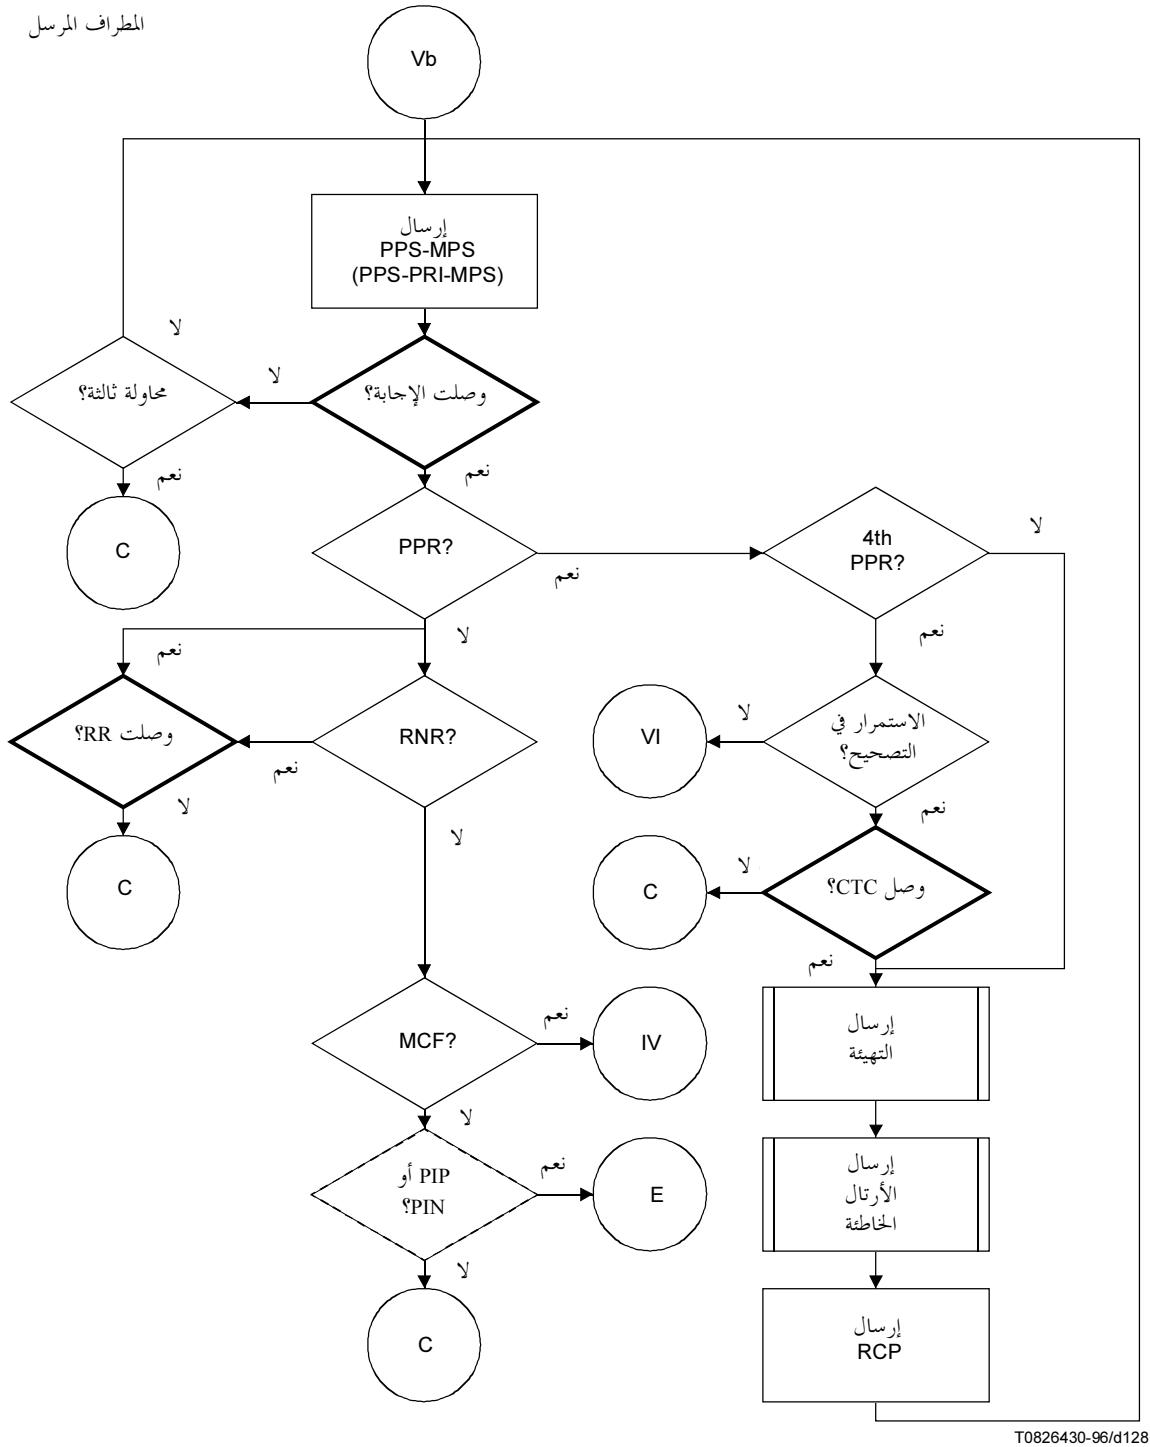 المطراف المرسل
Vb
إرسال
PPS-MPS
(PPS-PRI-MPS)
لا
محاولة ثالثة؟
لا
وصلت الإجابة؟
نعم
نعم
C
PPR?
نعم
4th
PPR?
لا
لا
نعم
نعم
وصلت RR؟
نعم
RNR?
VI
لا
الاستمرار في
التصحيح؟
لا
لا
نعم
C
C
لا
وصل CTC؟
نعم
MCF?
نعم
IV
إرسال
التهيئة
لا
PIP أو
PIN؟
نعم
E
إرسال
الأرتال
الخاطئة
لا
C
إرسال
RCP
T0826430-96/d128